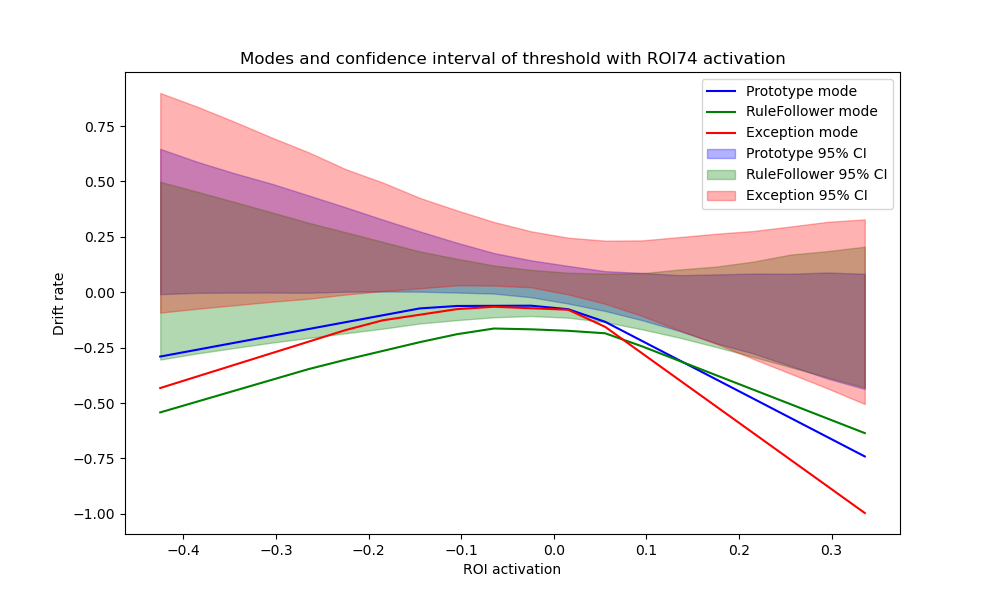 Modes and confidence interval of threshold with ROI74 activation
Prototype mode
RuleFollower mode
Exception mode
Prototype 95% CI
RuleFollower 95% CI
Exception 95% CI
0.75
0.50
0.25
0.00
−0.25
−0.50
−0.75
−1.00
Drift rate
−0.4
−0.3
−0.2
−0.1
0.0
0.1
0.2
0.3
ROI activation